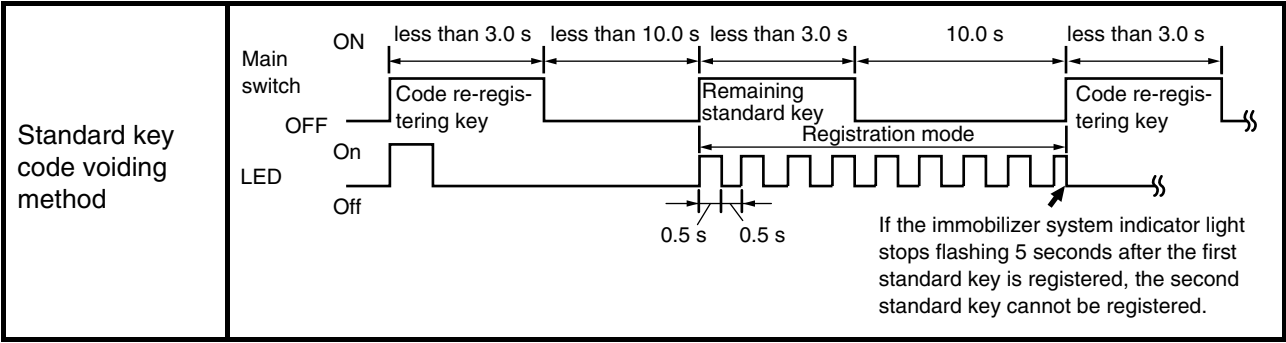 Standard key
code voiding
method
less than 3.0 s less than 10.0 s less than 3.0 s 10.0 s less than 3.0 s
ON
Main
switch
OFF
Code re-regis-
tering key
Remaining
standard key
Code re-regis-
tering key
Registration mode
On
LED
Off
0.5 s 0.5 s
If the immobilizer system indicator light
stops flashing 5 seconds after the first
standard key is registered, the second
standard key cannot be registered.